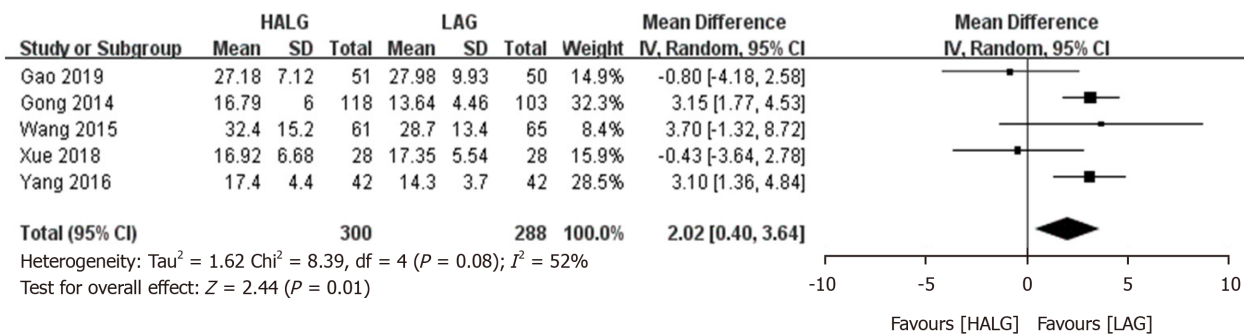 HALG LAG Mean Difference Mean Difference
Study or Subgroup Mean SD Total Mean SD Total Weight IV, Random, 95% CI IV, Random, 95% CI
Gao 2019 27.18 7.12 51 27.98 9.93 50 14.9% -0.80 [-4.18, 2.58]
Gong 2014 16.79 6 118 13.64 4.46 103 32.3% 3.15 [1.77, 4.53]
Wang 2015 32.4 15.2 61 28.7 13.4 65 8.4% 3.70 [-1.32, 8.72]
Xue 2018 16.92 6.68 28 17.35 5.54 28 15.9% -0.43 [-3.64, 2.78]
Yang 2016 17.4 4.4 42 14.3 3.7 42 28.5% 3.10 [1.36, 4.84]
Total (95% CI) 300 288 100.0% 2.02 [0.40, 3.64]
Heterogeneity: Tau² = 1.62 Chi² = 8.39, df = 4 (P = 0.08); I² = 52%
Test for overall effect: Z = 2.44 (P = 0.01)
-10 -5 0 5 10
Favours [HALG] Favours [LAG]